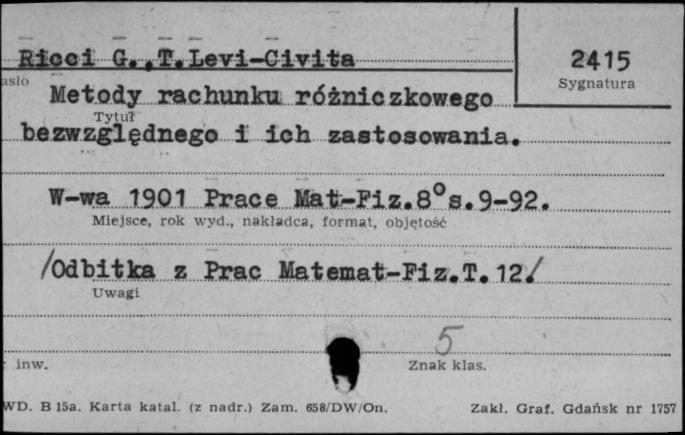 Ricci G., T. Levi-Civita
2415
asło
Sygnatura
Metody rachunku różniczkowego
Tytuł
bezwzględnego i ich zastosowania.
W-wa 1901 Prace Mat-Fiz. 8° s. 9-92.
Miejsce, rok wyd., nakładca, format, objętość
/Odbitka z Prac Matemat-Fiz. T. 12/
Uwagi
5
inw.
Znak klas.
WD. B 15a. Karta katal. (z nadr.) Zam. 658/DW/On.
Zakł. Graf. Gdańsk nr 1757